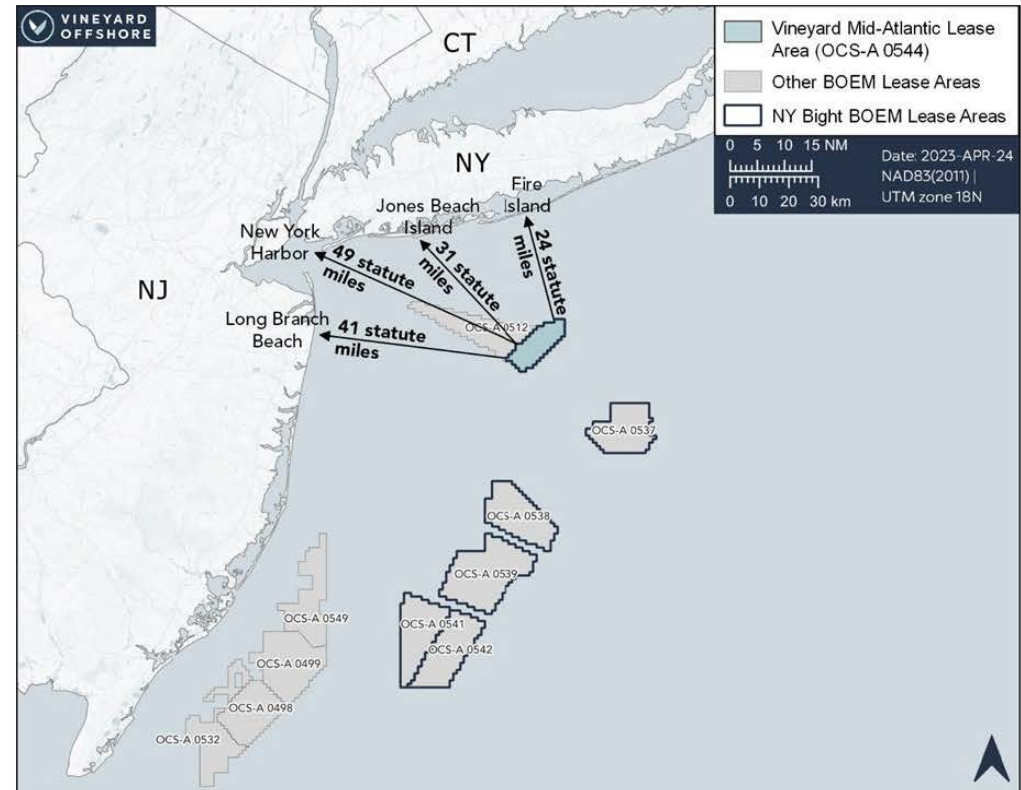 VINEYARD
OFFSHORE
CT
Vineyard Mid-Atlantic Lease
Area (OCS-A 0544)
Other BOEM Lease Areas
NY Bight BOEM Lease Areas
0 5 10 15 NM
0 10 20 30 km
Date: 2023-APR-24
NAD83(2011) |
UTM zone 18N
NY
Fire
Island
Jones Beach
Island
New York
Harbor
49 statute
miles
31 statute
miles
24 statute
miles
NJ
Long Branch
Beach
41 statute
miles
OCS-A 0512
OCS-A 0537
OCS-A 0538
OCS-A 0539
OCS-A 0541
OCS-A 0542
OCS-A 0549
OCS-A 0499
OCS-A 0498
OCS-A 0532